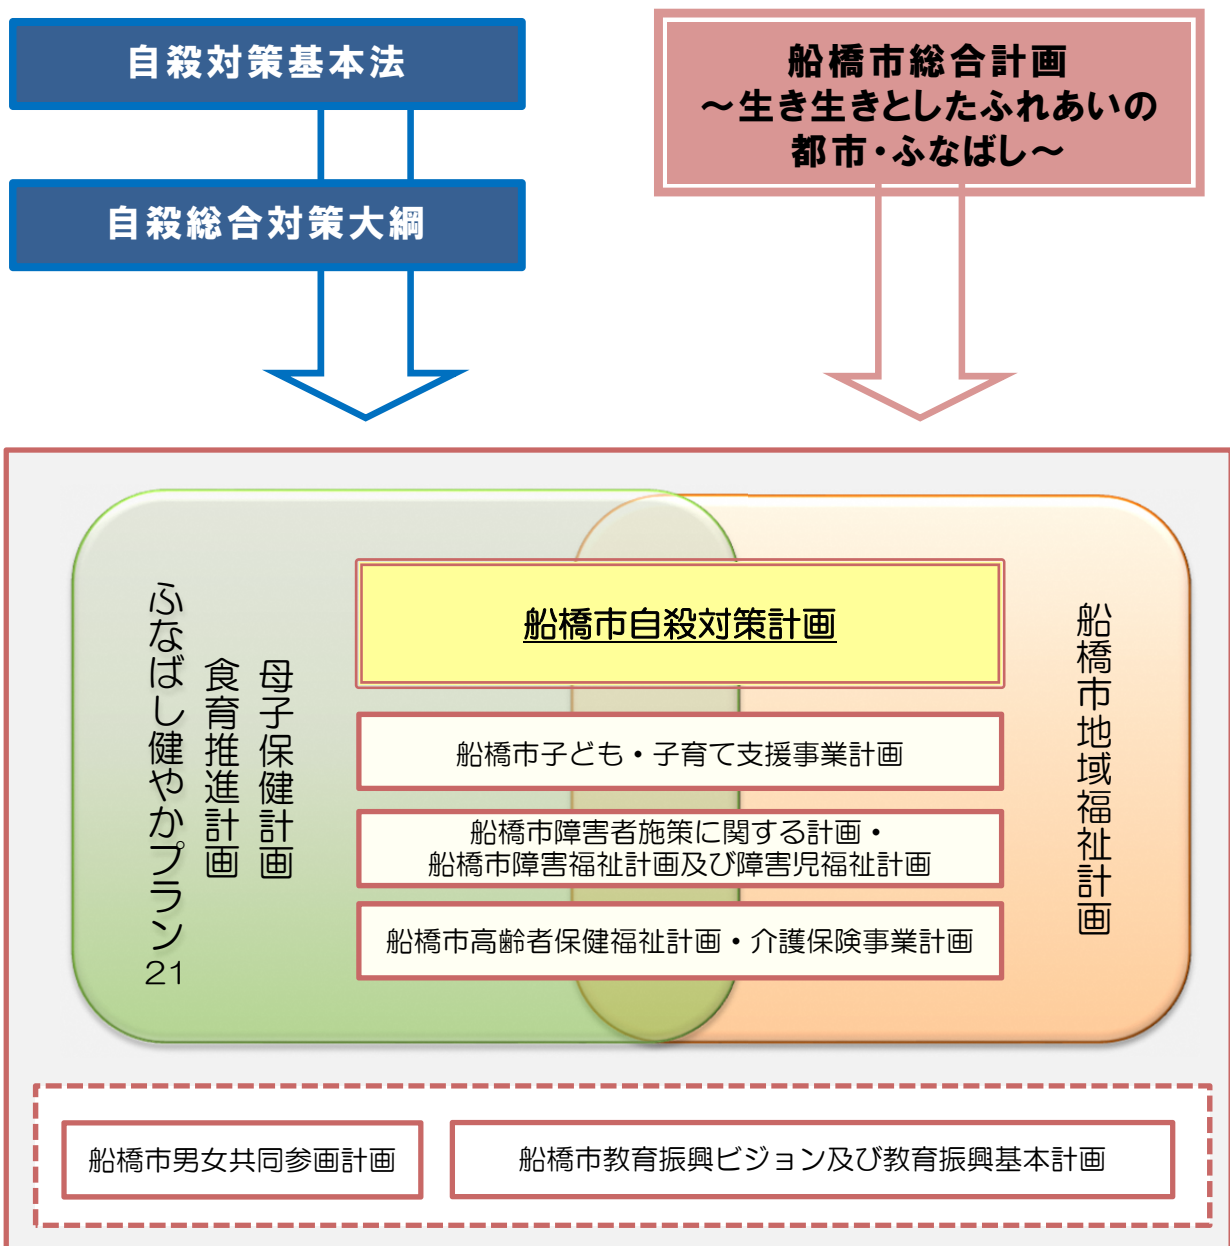 自殺対策基本法
自殺総合対策大綱
船橋市総合計画
～生き生きとしたふれあいの
都市・ふなばし～
ふなばし健やかプラン21
食育推進計画
母子保健計画
船橋市自殺対策計画
船橋市子ども・子育て支援事業計画
船橋市障害者施策に関する計画・
船橋市障害福祉計画及び障害児福祉計画
船橋市高齢者保健福祉計画・介護保険事業計画
船橋市地域福祉計画
船橋市男女共同参画計画
船橋市教育振興ビジョン及び教育振興基本計画